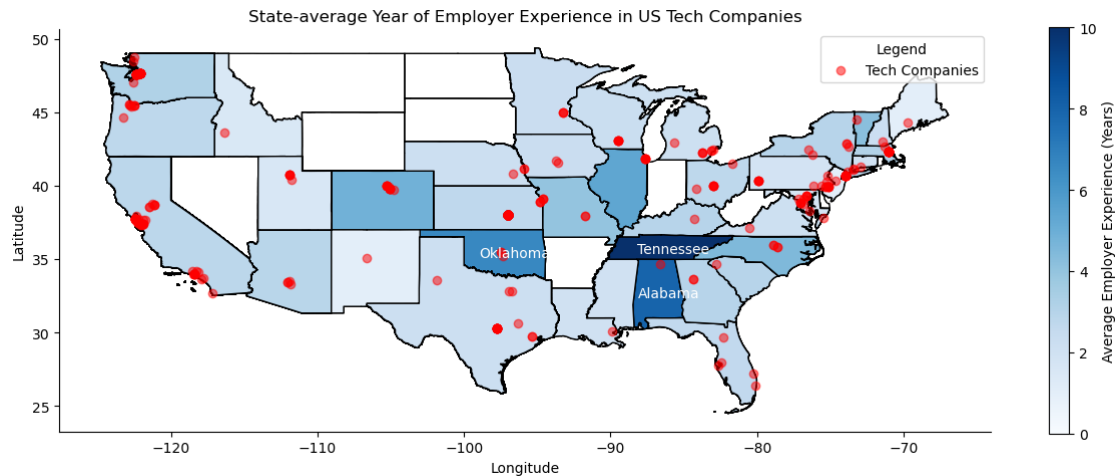 State-average Year of Employer Experience in US Tech Companies
Legend
Tech Companies
50
45
40
35
30
25
Latitude
Oklahoma
Tennessee
Alabama
−120
−110
−100
−90
−80
−70
Longitude
10
8
6
4
2
0
Average Employer Experience (Years)